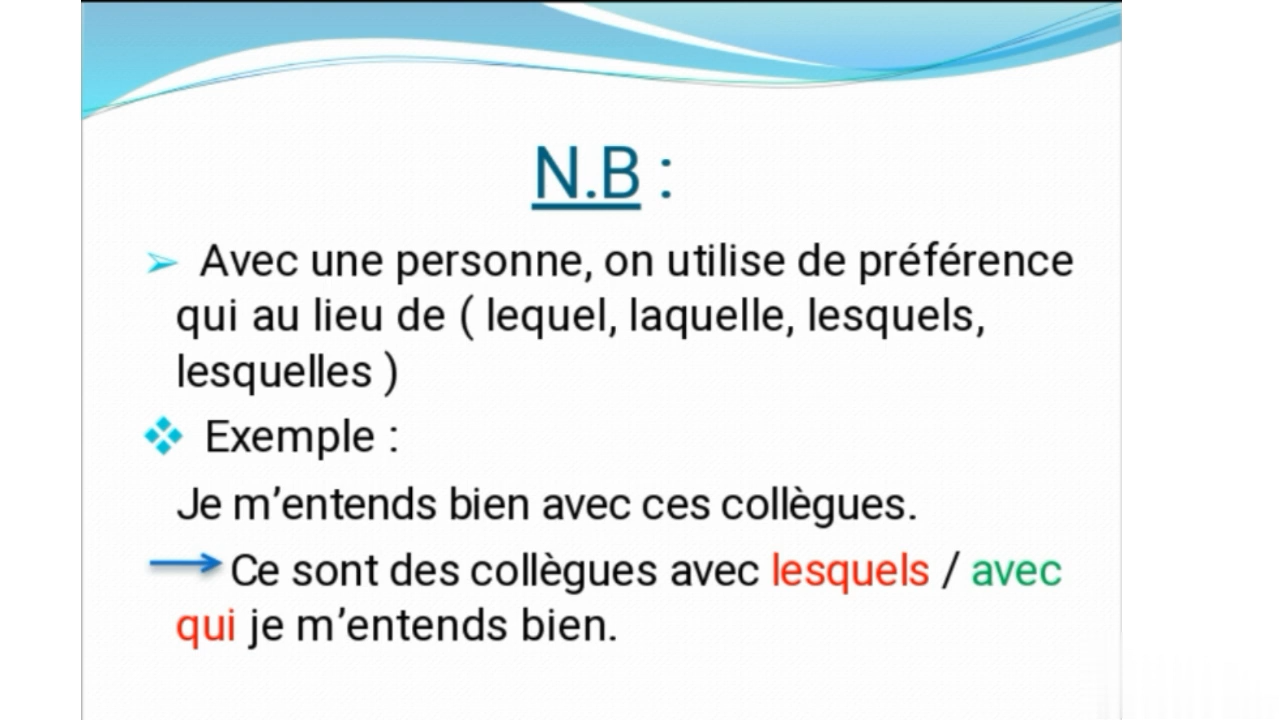 N.B :
Avec une personne, on utilise de préférence
qui au lieu de ( lequel, laquelle, lesquels,
lesquelles )
Exemple :
Je m’entends bien avec ces collègues.
Ce sont des collègues avec lesquels / avec
qui je m’entends bien.